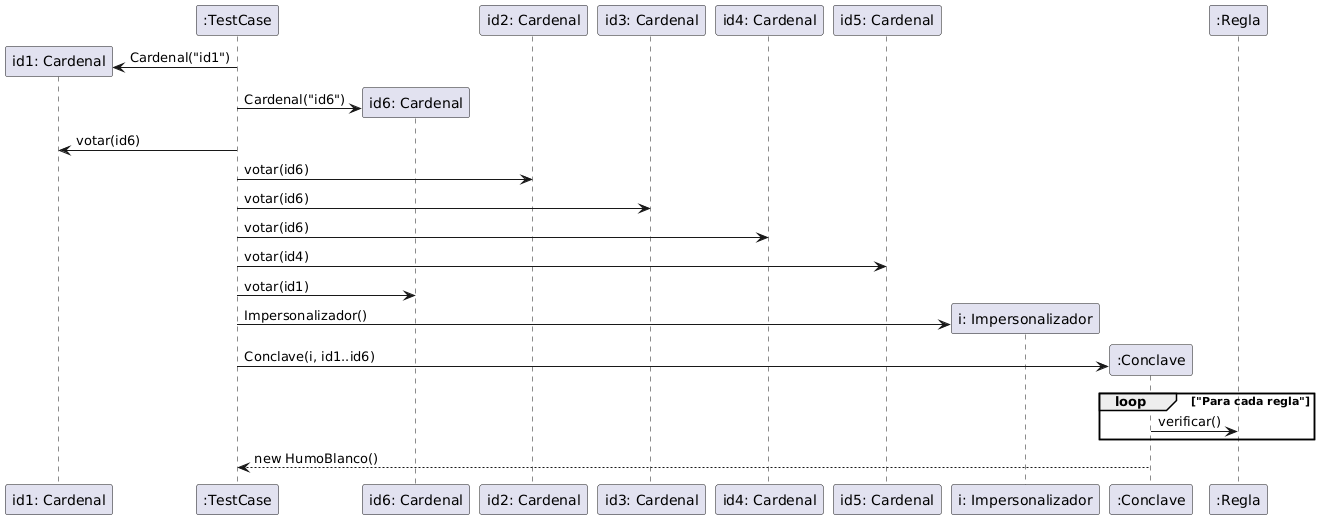 :TestCase
id2: Cardenal
id3: Cardenal
id4: Cardenal
id5: Cardenal
:Regla
id1: Cardenal
Cardenal("id1")
Cardenal("id6")
id6: Cardenal
votar(id6)
votar(id6)
votar(id6)
votar(id6)
votar(id4)
votar(id1)
Impersonalizador()
i: Impersonalizador
Conclave(i, id1..id6)
:Conclave
loop
["Para cada regla"]
verificar()
new HumoBlanco()
id1: Cardenal
:TestCase
id6: Cardenal
id2: Cardenal
id3: Cardenal
id4: Cardenal
id5: Cardenal
i: Impersonalizador
:Conclave
:Regla